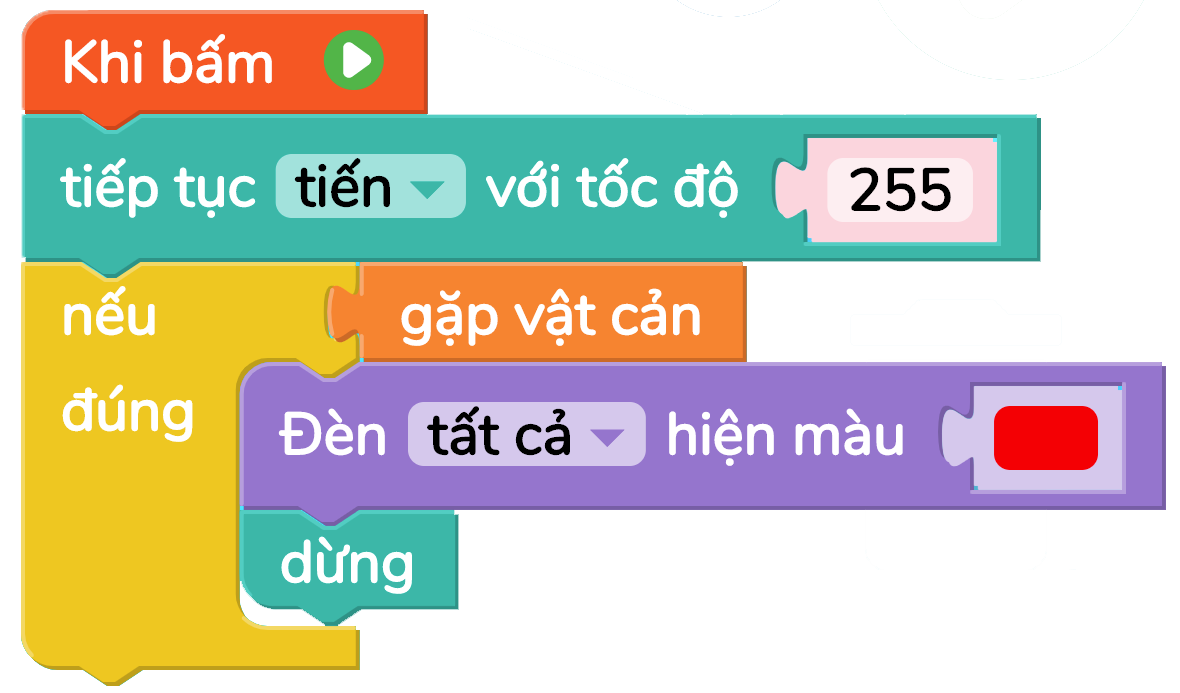 Khi bấm
tiếp tục tiến với tốc độ 255
nếu gặp vật cản
đúng Đèn tất cả hiện màu
dừng